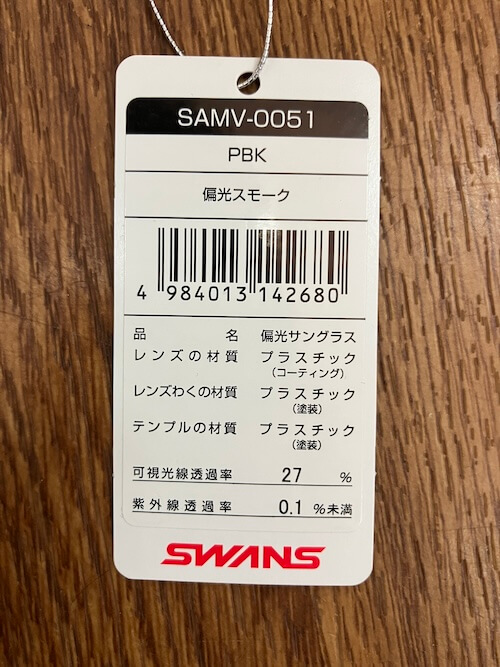 SAMV-0051
PBK
偏光スモーク
4 984013 142680
品名 偏光サングラス
レンズの材質 プラスチック
(コーティング)
レンズわくの材質 プラスチック
(塗装)
テンプルの材質 プラスチック
(塗装)
可視光線透過率 27 %
紫外線透過率 0.1 %未満
SWANS